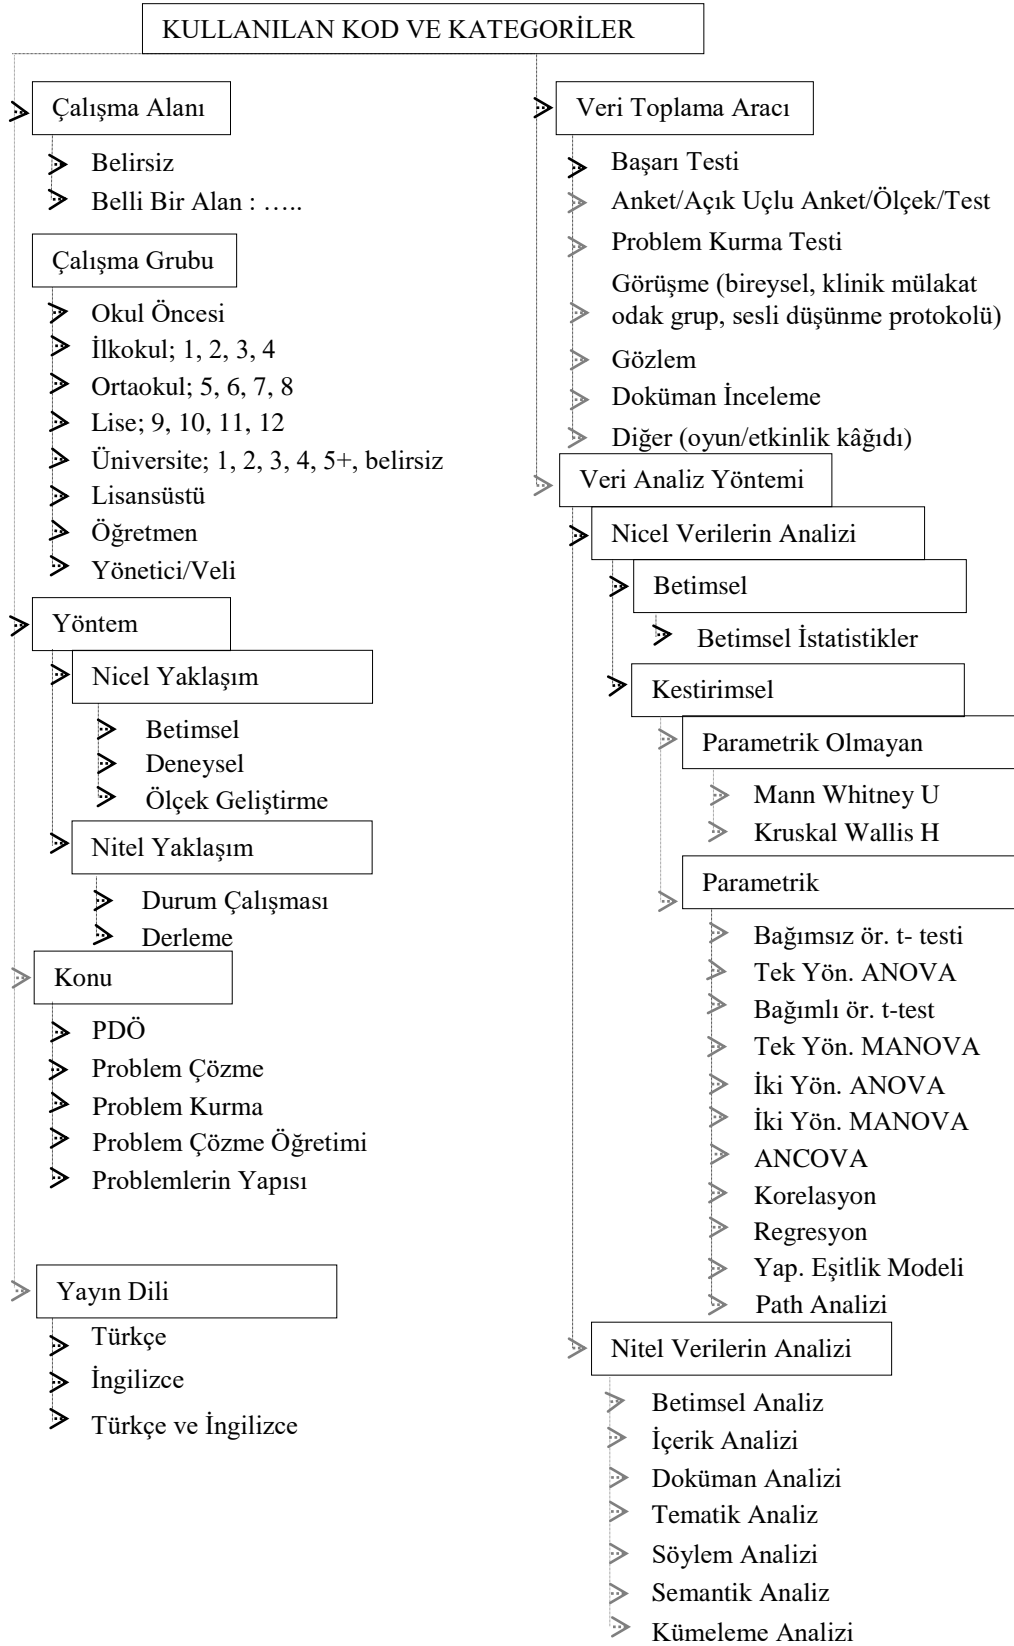 KULLANILAN KOD VE KATEGORİLER
Çalışma Alanı
Belirsiz
Belli Bir Alan : …..
Çalışma Grubu
Okul Öncesi
İlkokul; 1, 2, 3, 4
Ortaokul; 5, 6, 7, 8
Lise; 9, 10, 11, 12
Üniversite; 1, 2, 3, 4, 5+, belirsiz
Lisansüstü
Öğretmen
Yönetici/Veli
Yöntem
Nicel Yaklaşım
Betimsel
Deneysel
Ölçek Geliştirme
Nitel Yaklaşım
Durum Çalışması
Derleme
Konu
PDÖ
Problem Çözme
Problem Kurma
Problem Çözme Öğretimi
Problemlerin Yapısı
Yayın Dili
Türkçe
İngilizce
Türkçe ve İngilizce
Veri Toplama Aracı
Başarı Testi
Anket/Açık Uçlu Anket/Ölçek/Test
Problem Kurma Testi
Görüşme (bireysel, klinik mülakat
odak grup, sesli düşünme protokolü)
Gözlem
Doküman İnceleme
Diğer (oyun/etkinlik kâğıdı)
Veri Analiz Yöntemi
Nicel Verilerin Analizi
Betimsel
Betimsel İstatistikler
Kestirimsel
Parametrik Olmayan
Mann Whitney U
Kruskal Wallis H
Parametrik
Bağımsız ör. t- testi
Tek Yön. ANOVA
Bağımlı ör. t-test
Tek Yön. MANOVA
İki Yön. ANOVA
İki Yön. MANOVA
ANCOVA
Korelasyon
Regresyon
Yap. Eşitlik Modeli
Path Analizi
Nitel Verilerin Analizi
Betimsel Analiz
İçerik Analizi
Doküman Analizi
Tematik Analiz
Söylem Analizi
Semantik Analiz
Kümeleme Analizi